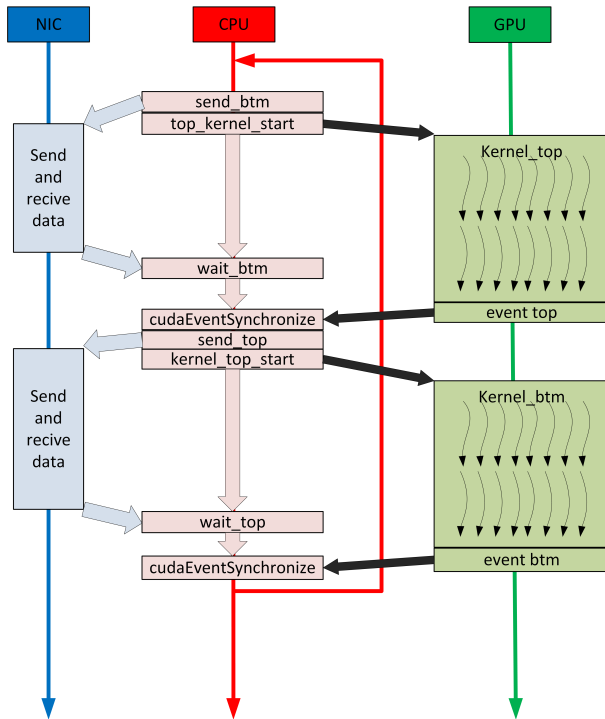 NIC
CPU
GPU
send_btm
top_kernel_start
Send
and
recive
data
Kernel_top
wait_btm
event top
cudaEventSynchronize
send_top
kernel_top_start
Send
and
recive
data
Kernel_btm
wait_top
event btm
cudaEventSynchronize